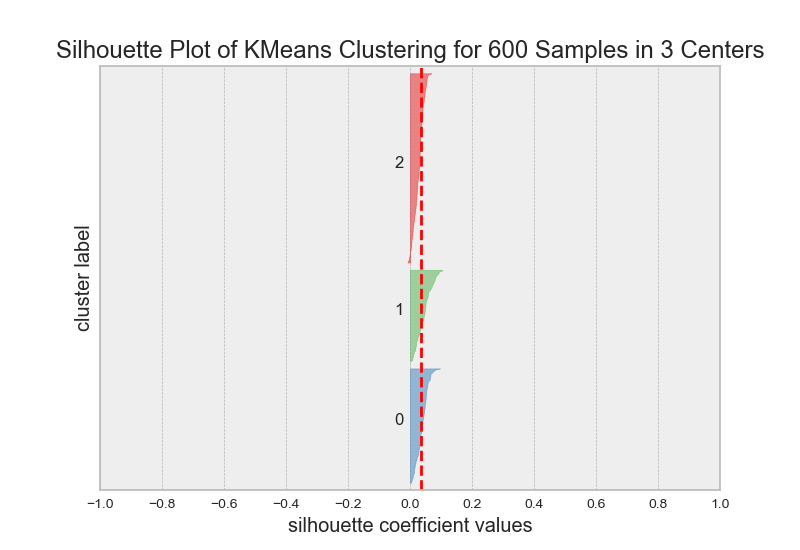 Silhouette Plot of KMeans Clustering for 600 Samples in 3 Centers
cluster label
2
1
0
−1.0 −0.8 −0.6 −0.4 −0.2 0.0 0.2 0.4 0.6 0.8 1.0
silhouette coefficient values